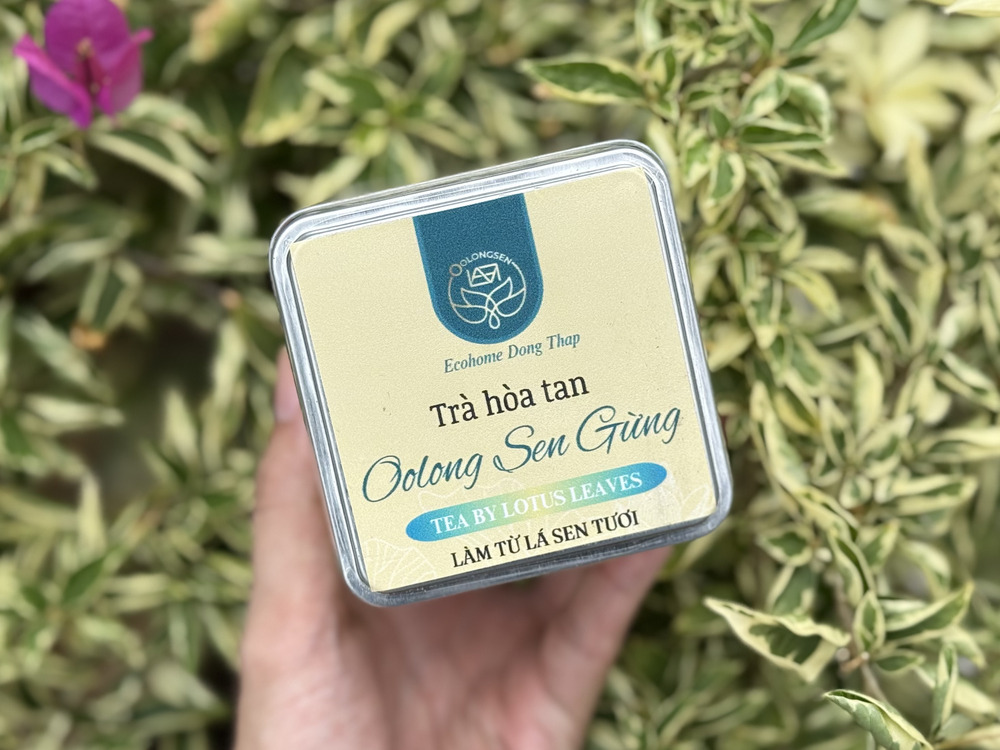 OOLONGSEN
Ecohome Dong Thap
Trà hòa tan
Oolong Sen Gừng
TEA BY LOTUS LEAVES
LÀM TỪ LÁ SEN TƯƠI